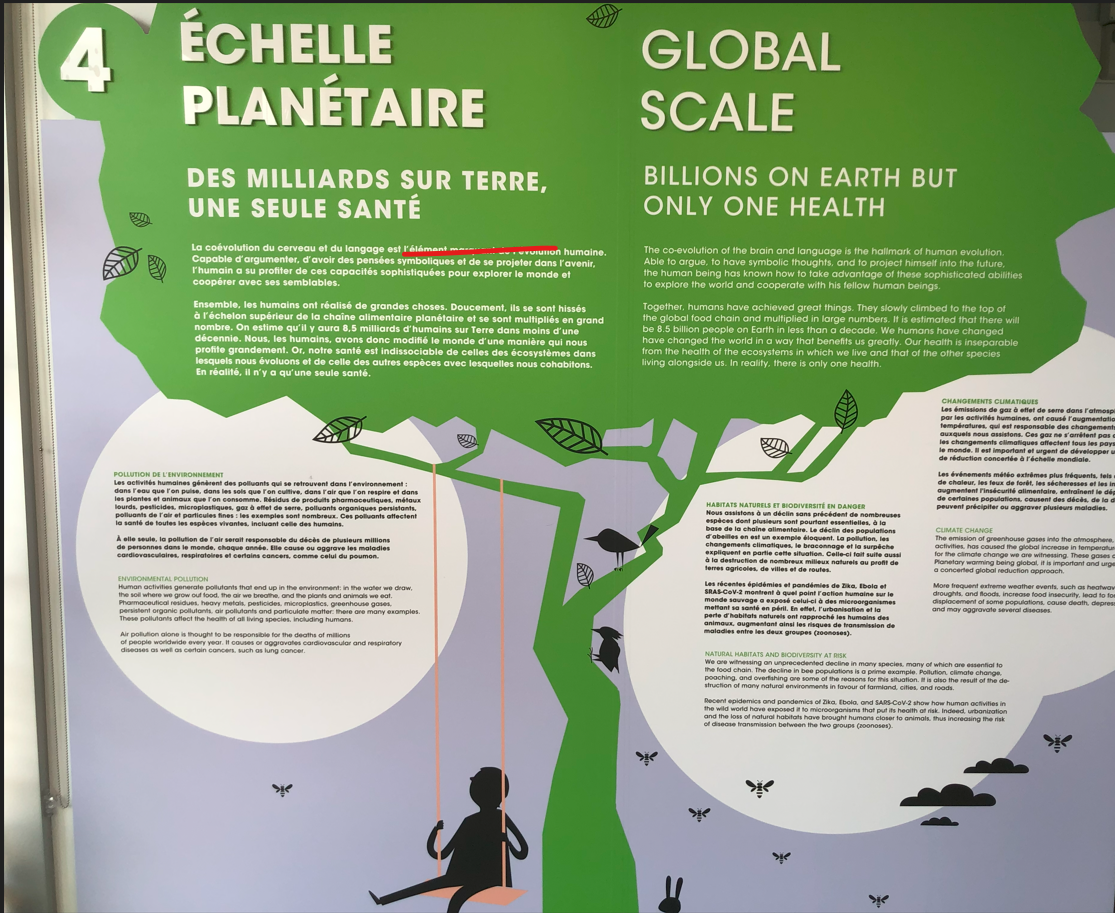 4
ÉCHELLE
PLANÉTAIRE
DES MILLIARDS SUR TERRE,
UNE SEULE SANTÉ
La coévolution du cerveau et du langage est l'élément humaine.
Capable d'argumenter, d'avoir des pensées symboliques et de se projeter dans l'avenir,
l'humain a su profiter de ces capacités sophistiquées pour explorer le monde et
coopérer avec ses semblables.
Ensemble, les humains ont réalisé de grandes choses. Doucement, ils se sont hissés
à l'échelon supérieur de la chaîne alimentaire planétaire et se sont multipliés en grand
nombre. On estime qu'il y aura 8,5 milliards d'humains sur Terre dans moins d'une
décennie. Nous, les humains, avons donc modifié le monde d'une manière qui nous
profite grandement. Or, notre santé est indissociable de celles des écosystèmes dans
lesquels nous évoluons et de celle des autres espèces avec lesquelles nous cohabitons.
En réalité, il n'y a qu'une seule santé.
GLOBAL
SCALE
BILLIONS ON EARTH BUT
ONLY ONE HEALTH
The co-evolution of the brain and language is the hallmark of human evolution.
Able to argue, to have symbolic thoughts, and to project himself into the future,
the human being has known how to take advantage of these sophisticated abilities
to explore the world and cooperate with his fellow human beings.
Together, humans have achieved great things. They slowly climbed to the top of
the global food chain and multiplied in large numbers. It is estimated that there will
be 8.5 billion people on Earth in less than a decade. We humans have changed
have changed the world in a way that benefits us greatly. Our health is inseparable
from the health of the ecosystems in which we live and that of the other species
living alongside us. In reality, there is only one health.
POLLUTION DE L'ENVIRONNEMENT
Les activités humaines génèrent des polluants qui se retrouvent dans l'environnement :
dans l'eau que l'on puise, dans les sols que l'on cultive, dans l'air que l'on respire et dans
les plantes et animaux que l'on consomme. Résidus de produits pharmaceutiques, métaux
lourds, pesticides, microplastiques, gaz à effet de serre, polluants organiques persistants,
polluants de l'air et particules fines : les exemples sont nombreux. Ces polluants affectent
la santé de toutes les espèces vivantes, incluant celle des humains.
À elle seule, la pollution de l'air serait responsable du décès de plusieurs millions
de personnes dans le monde, chaque année. Elle cause ou aggrave les maladies
cardiovasculaires, respiratoires et certains cancers, comme celui du poumon.
ENVIRONMENTAL POLLUTION
Human activities generate pollutants that end up in the environment: in the water we draw,
the soil where we grow out food, the air we breathe, and the plants and animals we eat.
Pharmaceutical residues, heavy metals, pesticides, microplastics, greenhouse gases,
persistent organic pollutants, air pollutants and particulate matter: there are many examples.
These pollutants affect the health of all living species, including humans.
Air pollution alone is thought to be responsible for the deaths of millions
of people worldwide every year. It causes or aggravates cardiovascular and respiratory
diseases as well as certain cancers, such as lung cancer.
HABITATS NATURELS ET BIODIVERSITÉ EN DANGER
Nous assistons à un déclin sans précédent de nombreuses
espèces dont plusieurs sont pourtant essentielles, à la
base de la chaîne alimentaire. Le déclin des populations
d'abeilles en est un exemple éloquent. La pollution, les
changements climatiques, le braconnage et la surpêche
expliquent en partie cette situation. Celle-ci fait suite aussi
à la destruction de nombreux milieux naturels au profit de
terres agricoles, de villes et de routes.
Les récentes épidémies et pandémies de Zika, Ebola et
SRAS-CoV-2 montrent à quel point l'action humaine sur le
monde sauvage a exposé celui-ci à des microorganismes
mettant sa santé en péril. En effet, l'urbanisation et la
perte d'habitats naturels ont rapproché les humains des
animaux, augmentant ainsi les risques de transmission de
maladies entre les deux groupes (zoonoses).
NATURAL HABITATS AND BIODIVERSITY AT RISK
We are witnessing an unprecedented decline in many species, many of which are essential to
the food chain. The decline in bee populations is a prime example. Pollution, climate change,
poaching, and overfishing are some of the reasons for this situation. It is also the result of the de-
struction of many natural environments in favour of farmland, cities, and roads.
Recent epidemics and pandemics of Zika, Ebola, and SARS-CoV-2 show how human activities in
the wild world have exposed it to microorganisms that put its health at risk. Indeed, urbanization
and the loss of natural habitats have brought humans closer to animals, thus increasing the risk
of disease transmission between the two groups (zoonoses).
CHANGEMENTS CLIMATIQUES
Les émissions de gaz à effet de serre dans l'atmosp
par les activités humaines, ont causé l'augmentatio
températures, qui est responsable des changements
auxquels nous assistons. Ces gaz ne s'arrêtent pas
les changements climatiques affectent tous les pays
le monde. Il est important et urgent de développer u
de réduction concertée à l'échelle mondiale.
Les événements météo extrêmes plus fréquents, tels
de chaleur, les feux de forêt, les sécheresses et les in
augmentent l'insécurité alimentaire, entraînent le dép
de certaines populations, causent des décès, de la d
peuvent précipiter ou aggraver plusieurs maladies.
CLIMATE CHANGE
The emission of greenhouse gases into the atmosphere,
activities, has caused the global increase in temperatu
for the climate change we are witnessing. These gases d
Planetary warming being global, it is important and urge
a concerted global reduction approach.
More frequent extreme weather events, such as heatwav
droughts, and floods, increase food insecurity, lead to fo
displacement of some populations, cause death, depres
and may aggravate several diseases.